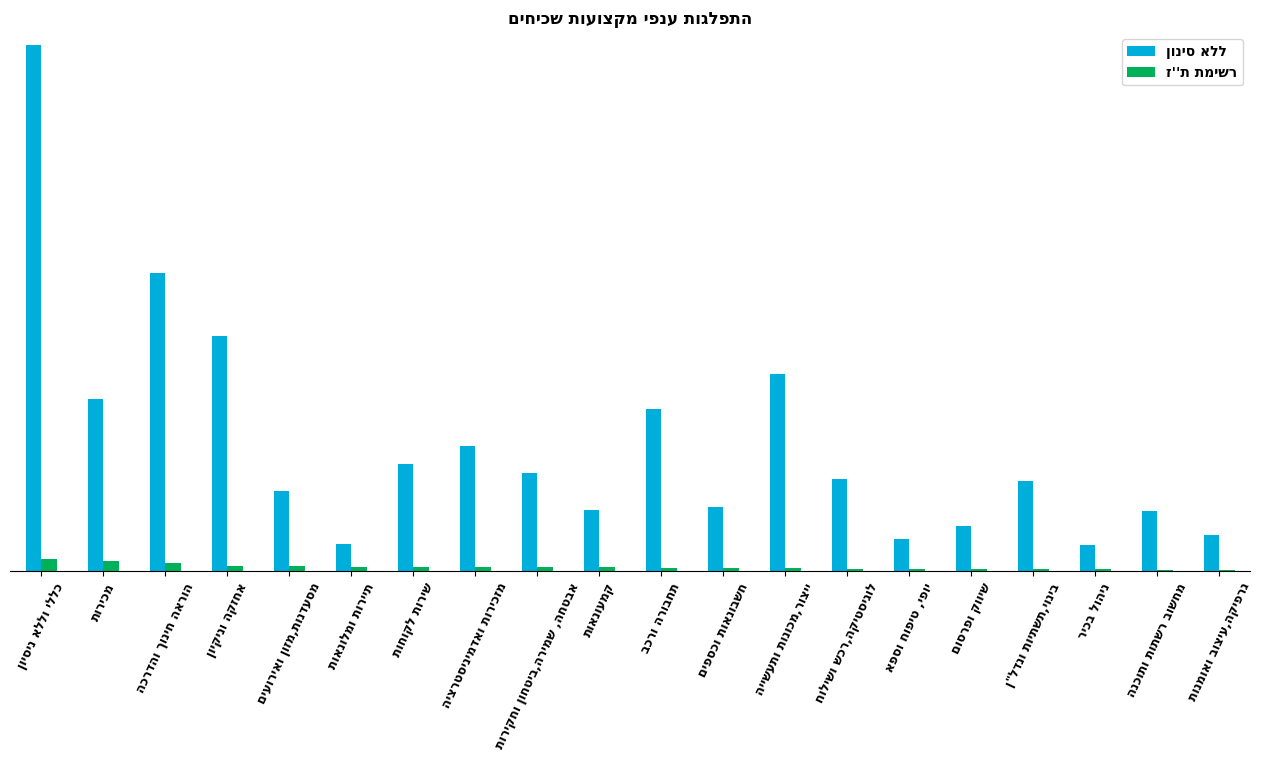 התפלגות ענפי מקצועות שכיחים
ללא סינון
רשימת ת''ז
כללי וללא ניסיון
מכירות
הוראה חינוך והדרכה
אחזקה וניקיון
מסעדנות,מזון ואירועים
תיירות ומלונאות
שירות לקוחות
מזכירות ואדמיניסטרציה
אבטחה, שמירה,ביטחון וחקירות
קמעונאות
תחבורה ורכב
חשבונאות וכספים
ייצור,מכונות ותעשייה
לוגיסטיקה,רכש ושילוח
יופי, טיפוח וספא
שיווק ופרסום
בינוי,תשתיות ונדל"ן
ניהול בכיר
מחשוב רשתות ותוכנה
גרפיקה,עיצוב ואומנות